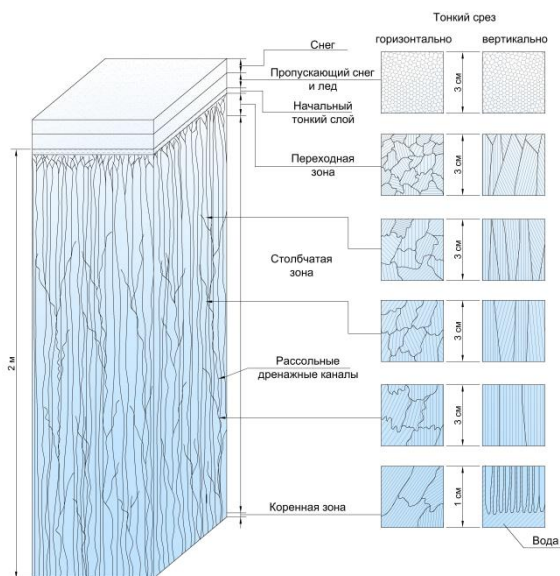 Тонкий срез
горизонтально
вертикально
Снег
Пропускающий снег
и лед
Начальный
тонкий слой
3 см
Переходная
зона
3 см
3 см
Столбчатая
зона
3 см
2 м
Рассольные
дренажные каналы
3 см
Коренная зона
1 см
Вода